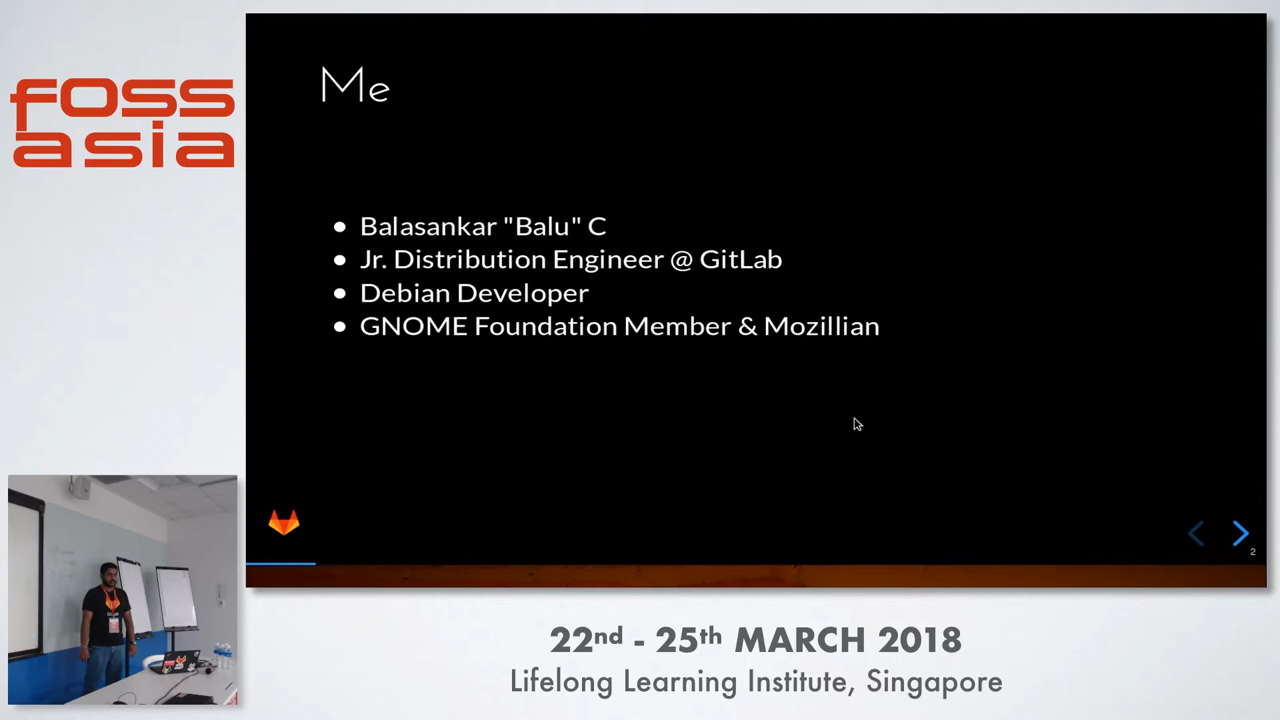 foss
asia
Me
Balasankar "Balu" C
Jr. Distribution Engineer @ GitLab
Debian Developer
GNOME Foundation Member & Mozillian
2
22nd - 25th MARCH 2018
Lifelong Learning Institute, Singapore